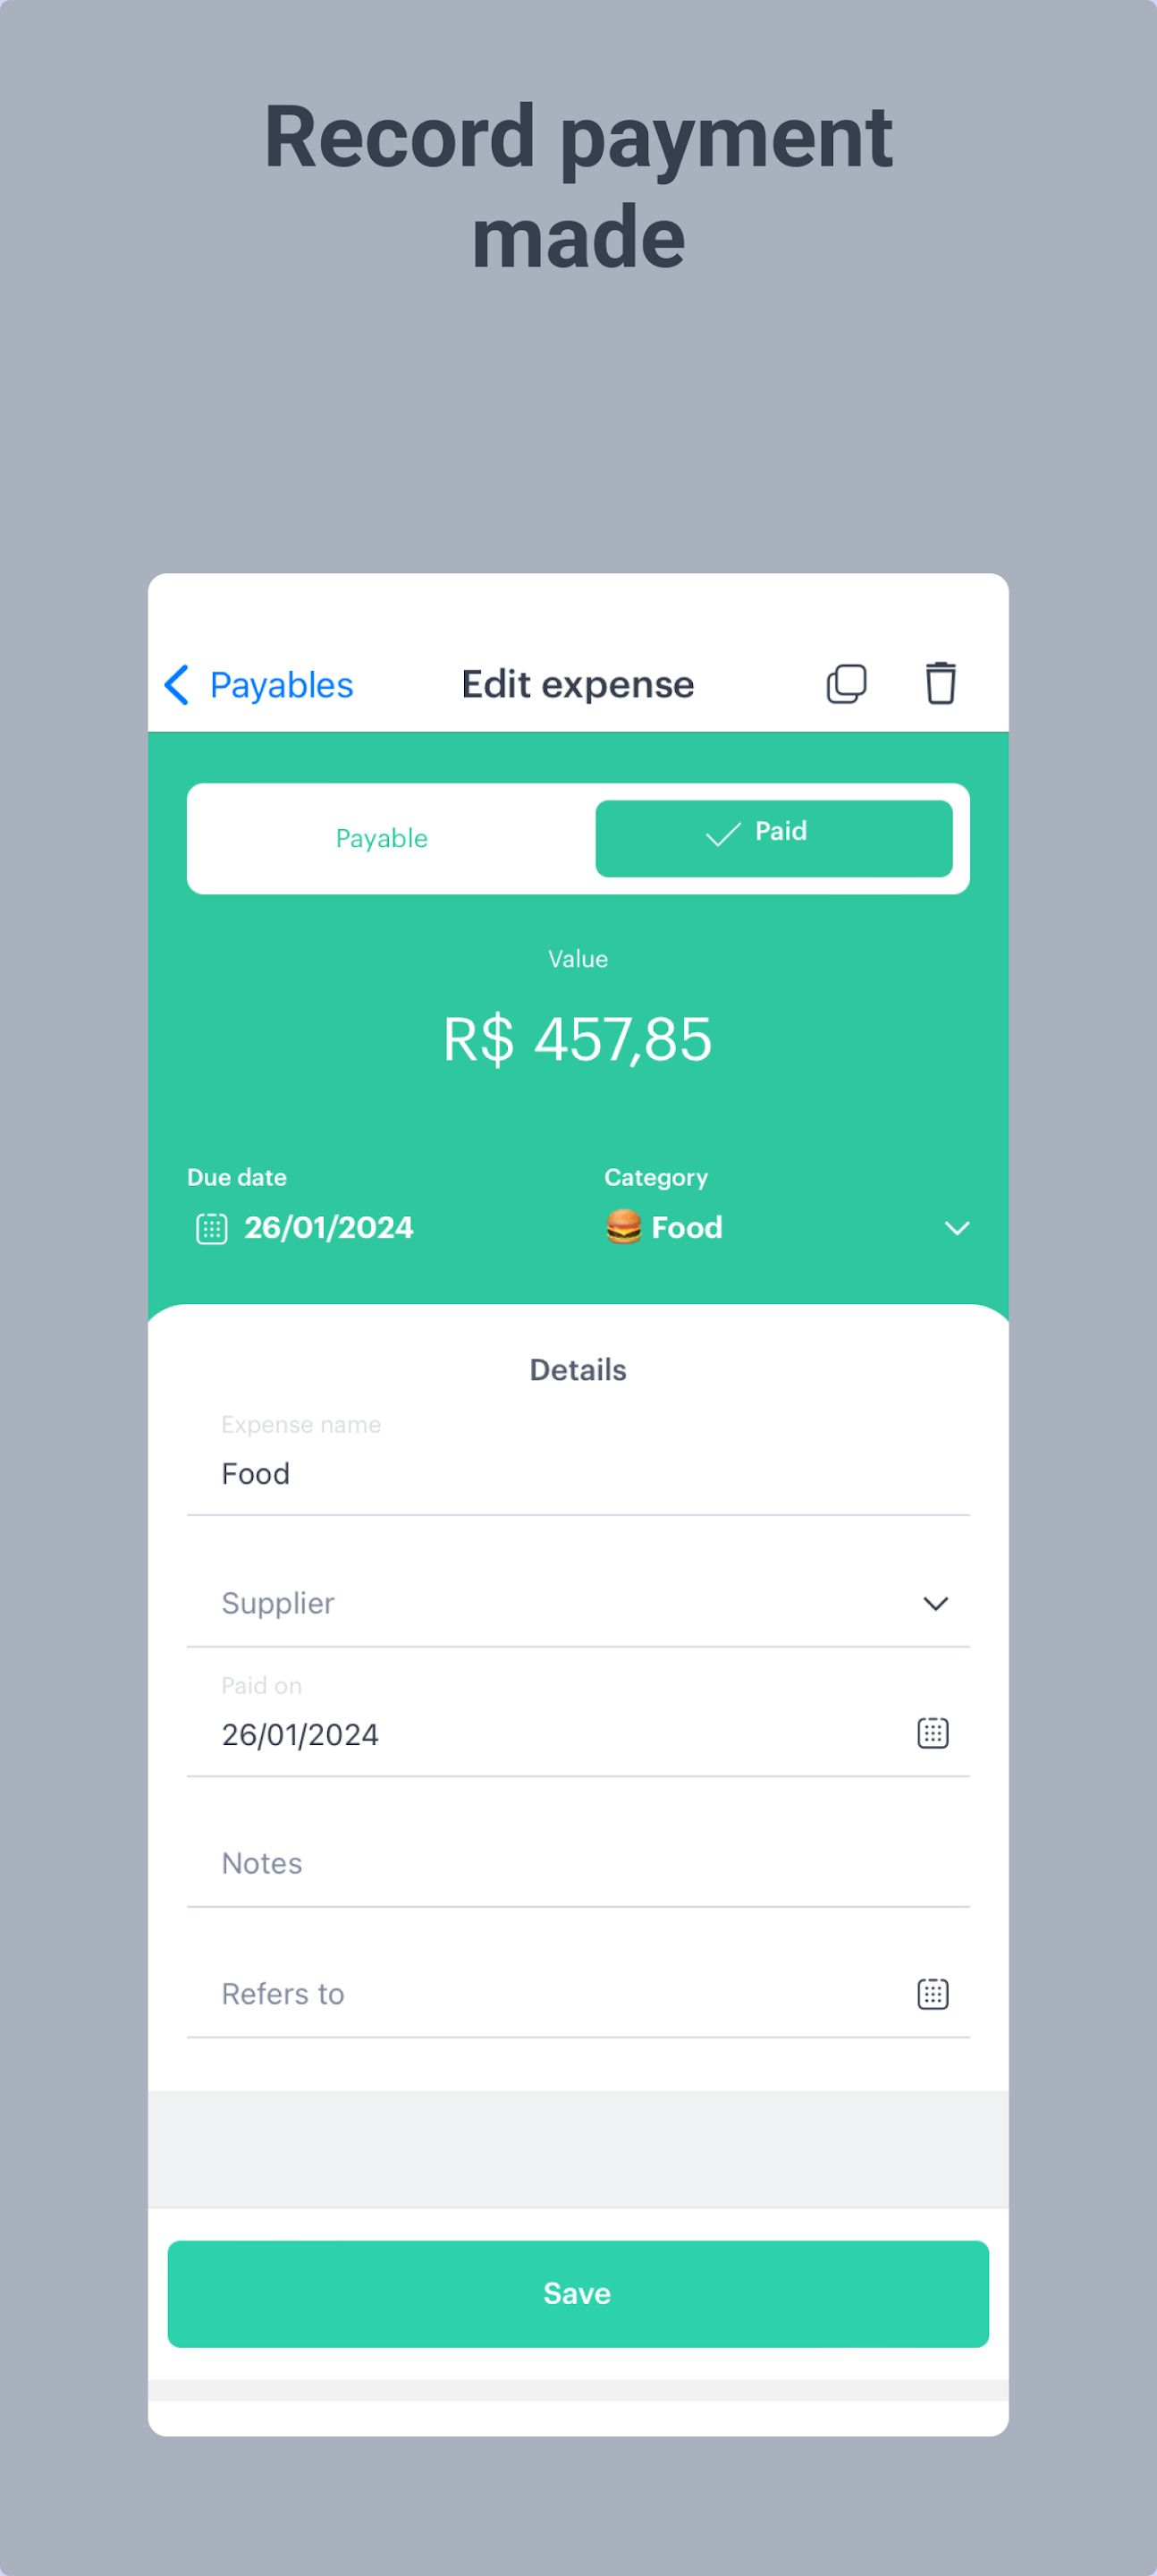 Record payment
made
Payables
Edit expense
Payable
Paid
Value
R$ 457,85
Due date
Category
26/01/2024
Food
Details
Expense name
Food
Supplier
Paid on
26/01/2024
Notes
Refers to
Save